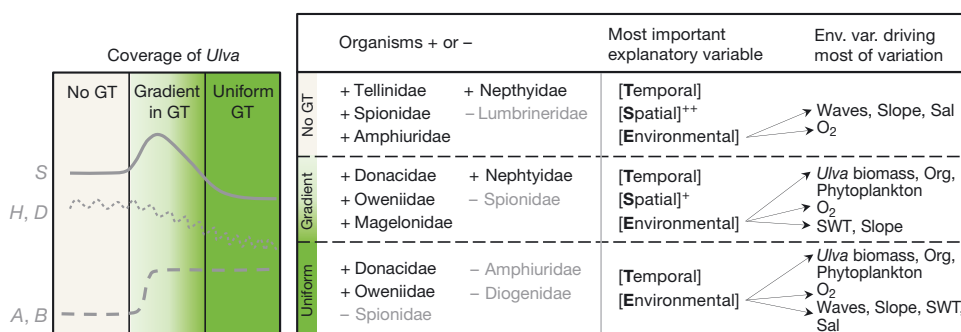 Coverage of Ulva
No GT
Gradient
in GT
Uniform
GT
S
H, D
A, B
Organisms + or –
Most important
explanatory variable
Env. var. driving
most of variation
No GT
+ Tellinidae
+ Nepthyidae
+ Spionidae
– Lumbrineridae
+ Amphiuridae
[Temporal]
[Spatial]++
[Environmental]
Waves, Slope, Sal
O2
Gradient
+ Donacidae
+ Nephtyidae
+ Oweniidae
– Spionidae
+ Magelonidae
[Temporal]
[Spatial]+
[Environmental]
Ulva biomass, Org,
Phytoplankton
O2
SWT, Slope
Uniform
+ Donacidae
– Amphiuridae
+ Oweniidae
– Diogenidae
– Spionidae
[Temporal]
[Environmental]
Ulva biomass, Org,
Phytoplankton
O2
Waves, Slope, SWT,
Sal